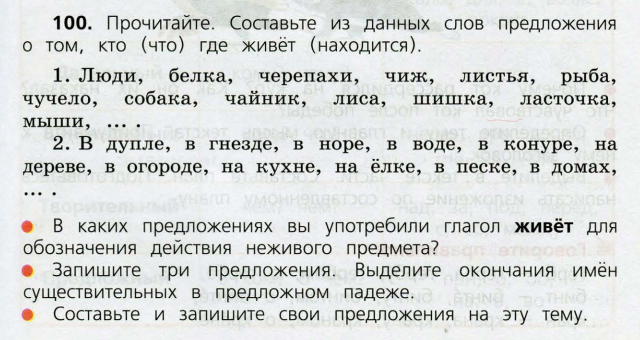 100. Прочитайте. Составьте из данных слов предложения
о том, кто (что) где живёт (находится).
1. Люди, белка, черепахи, чиж, листья, рыба,
чучело, собака, чайник, лиса, шишка, ласточка,
мыши, ... .
2. В дупле, в гнезде, в норе, в воде, в конуре, на
дереве, в огороде, на кухне, на ёлке, в песке, в домах,
... .
В каких предложениях вы употребили глагол живёт для
обозначения действия неживого предмета?
Запишите три предложения. Выделите окончания имён
существительных в предложном падеже.
Составьте и запишите свои предложения на эту тему.